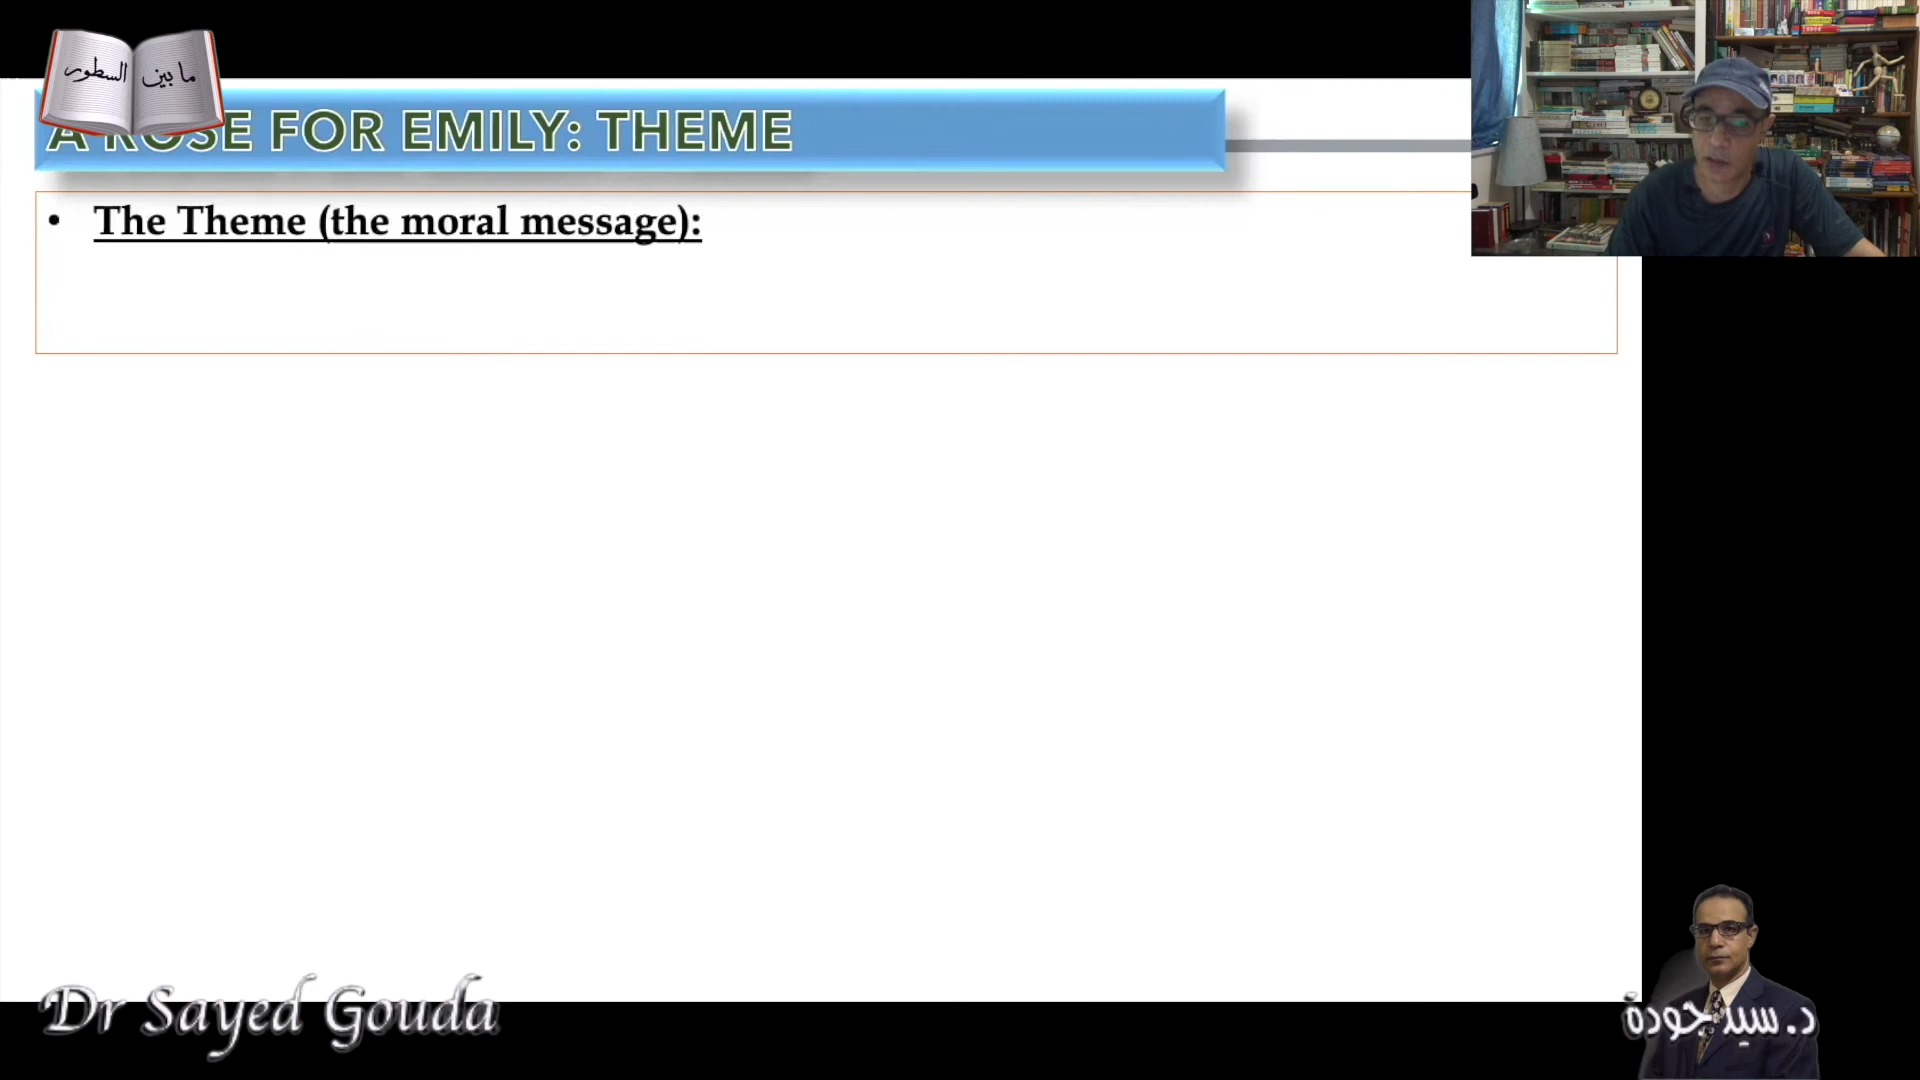 ما بين السطور
A ROSE FOR EMILY: THEME
• The Theme (the moral message):
Dr Sayed Gouda
د. سيد جودة